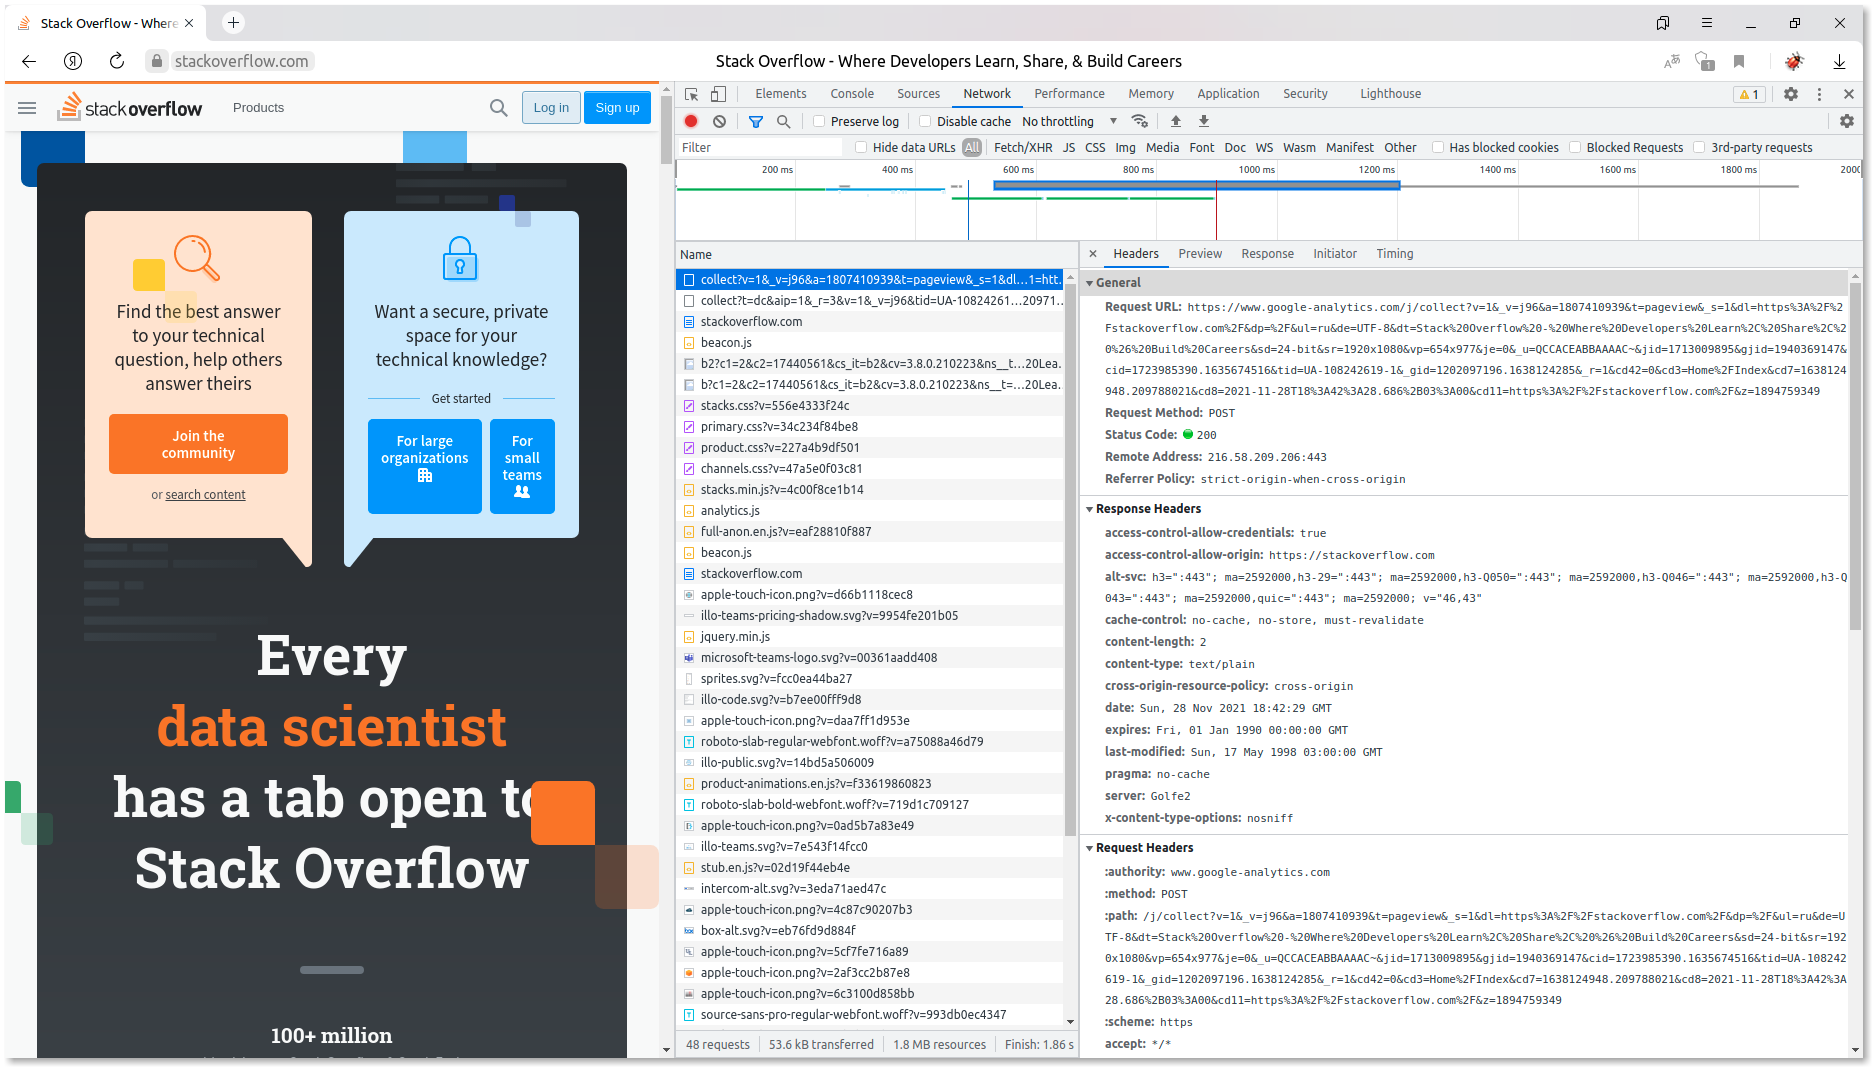 Stack Overflow - Where
stackoverflow.com
Stack Overflow - Where Developers Learn, Share, & Build Careers
1
stackoverflow
Products
Log in
Sign up
Find the best answer
to your technical
question, help others
answer theirs
Join the
community
or search content
Want a secure, private
space for your
technical knowledge?
Get started
For large
organizations
For
small
teams
Every
data scientist
has a tab open to
Stack Overflow
100+ million
Elements Console Sources Network Performance Memory Application Security Lighthouse 1
Preserve log Disable cache No throttling
Filter Hide data URLs All Fetch/XHR JS CSS Img Media Font Doc WS Wasm Manifest Other Has blocked cookies Blocked Requests 3rd-party requests
200 ms 400 ms 600 ms 800 ms 1000 ms 1200 ms 1400 ms 1600 ms 1800 ms 200
Name
collect?v=1&_v=j96&a=1807410939&t=pageview&_s=1&dl…1=htt.
collect?t=dc&aip=1&_r=3&v=1&_v=j96&tid=UA-10824261…20971.
stackoverflow.com
beacon.js
b2?c1=2&c2=17440561&cs_it=b2&cv=3.8.0.210223&ns__t…20Lea.
b?c1=2&c2=17440561&cs_it=b2&cv=3.8.0.210223&ns__t=…20Lea.
stacks.css?v=556e4333f24c
primary.css?v=34c234f84be8
product.css?v=227a4b9df501
channels.css?v=47a5e0f03c81
stacks.min.js?v=4c00f8ce1b14
analytics.js
full-anon.en.js?v=eaf28810f887
beacon.js
stackoverflow.com
apple-touch-icon.png?v=d66b1118cec8
illo-teams-pricing-shadow.svg?v=9954fe201b05
jquery.min.js
microsoft-teams-logo.svg?v=00361aadd408
sprites.svg?v=fcc0ea44ba27
illo-code.svg?v=b7ee00fff9d8
apple-touch-icon.png?v=daa7ff1d953e
roboto-slab-regular-webfont.woff?v=a75088a46d79
illo-public.svg?v=14bd5a506009
product-animations.en.js?v=f33619860823
roboto-slab-bold-webfont.woff?v=719d1c709127
apple-touch-icon.png?v=0ad5b7a83e49
illo-teams.svg?v=7e543f14fcc0
stub.en.js?v=02d19f44eb4e
intercom-alt.svg?v=3eda71aed47c
apple-touch-icon.png?v=4c87c90207b3
box-alt.svg?v=eb76fd9d884f
apple-touch-icon.png?v=5cf7fe716a89
apple-touch-icon.png?v=2af3cc2b87e8
apple-touch-icon.png?v=6c3100d858bb
source-sans-pro-regular-webfont.woff?v=993db0ec4347
48 requests 53.6 kB transferred 1.8 MB resources Finish: 1.86 s
Headers Preview Response Initiator Timing
General
Request URL: https://www.google-analytics.com/j/collect?v=1&_v=j96&a=1807410939&t=pageview&_s=1&dl=https%3A%2F%2
Fstackoverflow.com%2F&dp=%2F&ul=ru&de=UTF-8&dt=Stack%20Overflow%20-%20Where%20Developers%20Learn%2C%20Share%2C%2
0%26%20Build%20Careers&sd=24-bit&sr=1920x1080&vp=654x977&je=0&_u=QCCACEABBAAAAC~&jid=1713009895&gjid=1940369147&
cid=1723985390.1635674516&tid=UA-108242619-1&_gid=1202097196.1638124285&_r=1&cd42=0&cd3=Home%2FIndex&cd7=1638124
948.209788021&cd8=2021-11-28T18%3A42%3A28.686%2B03%3A00&cd11=https%3A%2F%2Fstackoverflow.com%2F&z=1894759349
Request Method: POST
Status Code: 200
Remote Address: 216.58.209.206:443
Referrer Policy: strict-origin-when-cross-origin
Response Headers
access-control-allow-credentials: true
access-control-allow-origin: https://stackoverflow.com
alt-svc: h3=":443"; ma=2592000,h3-29=":443"; ma=2592000,h3-Q050=":443"; ma=2592000,h3-Q046=":443"; ma=2592000,h3-Q
043=":443"; ma=2592000,quic=":443"; ma=2592000; v="46,43"
cache-control: no-cache, no-store, must-revalidate
content-length: 2
content-type: text/plain
cross-origin-resource-policy: cross-origin
date: Sun, 28 Nov 2021 18:42:29 GMT
expires: Fri, 01 Jan 1990 00:00:00 GMT
last-modified: Sun, 17 May 1998 03:00:00 GMT
pragma: no-cache
server: Golfe2
x-content-type-options: nosniff
Request Headers
:authority: www.google-analytics.com
:method: POST
:path: /j/collect?v=1&_v=j96&a=1807410939&t=pageview&_s=1&dl=https%3A%2F%2Fstackoverflow.com%2F&dp=%2F&ul=ru&de=U
TF-8&dt=Stack%20Overflow%20-%20Where%20Developers%20Learn%2C%20Share%2C%20%26%20Build%20Careers&sd=24-bit&sr=192
0x1080&vp=654x977&je=0&_u=QCCACEABBAAAAC~&jid=1713009895&gjid=1940369147&cid=1723985390.1635674516&tid=UA-108242
619-1&_gid=1202097196.1638124285&_r=1&cd42=0&cd3=Home%2FIndex&cd7=1638124948.209788021&cd8=2021-11-28T18%3A42%3A
28.686%2B03%3A00&cd11=https%3A%2F%2Fstackoverflow.com%2F&z=1894759349
:scheme: https
accept: */*